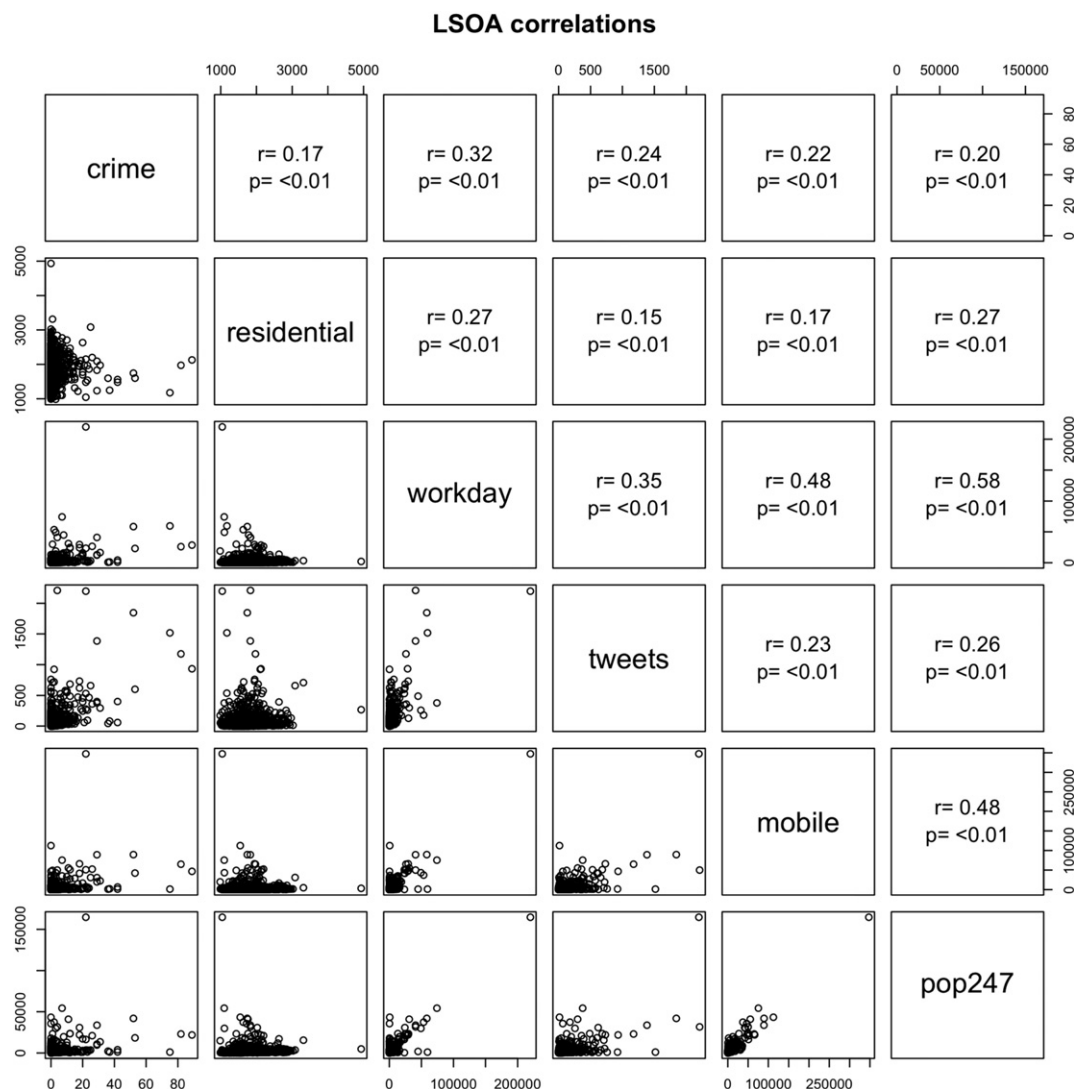 LSOA correlations
1000 3000 5000
0 500 1500
0 50000 150000
crime
r= 0.17
p= <0.01
r= 0.32
p= <0.01
r= 0.24
p= <0.01
r= 0.22
p= <0.01
r= 0.20
p= <0.01
0 20 40 60 80
1000 3000 5000
residential
r= 0.27
p= <0.01
r= 0.15
p= <0.01
r= 0.17
p= <0.01
r= 0.27
p= <0.01
workday
r= 0.35
p= <0.01
r= 0.48
p= <0.01
r= 0.58
p= <0.01
0 100000 200000
0 500 1500
tweets
r= 0.23
p= <0.01
r= 0.26
p= <0.01
mobile
r= 0.48
p= <0.01
0 100000 250000
0 50000 150000
pop247
0 20 40 60 80
0 100000 200000
0 100000 250000